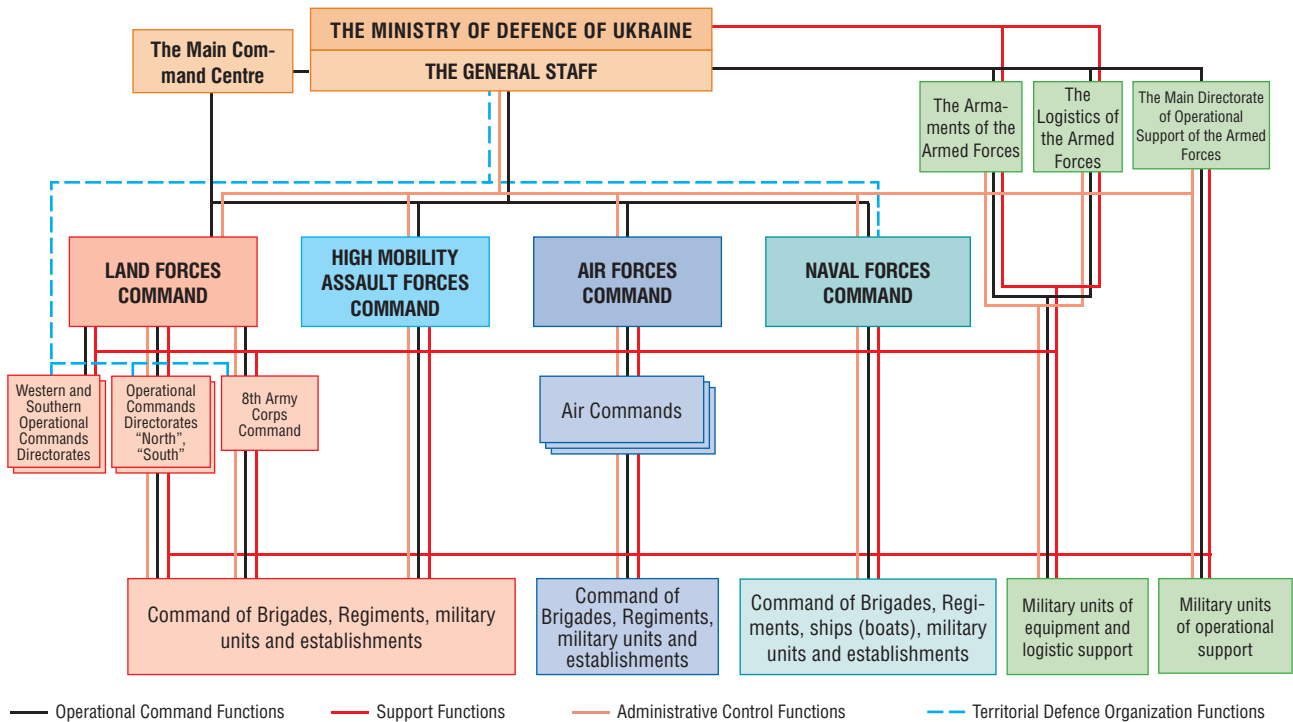 THE MINISTRY OF DEFENCE OF UKRAINE
The Main Com-
mand Centre
THE GENERAL STAFF
The Arma-
ments of the
Armed Forces
The
Logistics of
the Armed
Forces
The Main Directorate
of Operational
Support of the Armed
Forces
LAND FORCES
COMMAND
HIGH MOBILITY
ASSAULT FORCES
COMMAND
AIR FORCES
COMMAND
NAVAL FORCES
COMMAND
Western and
Southern
Operational
Commands
Directorates
Operational
Commands
Directorates
“North”,
“South”
8th Army
Corps
Command
Air Commands
Command of Brigades, Regiments, military
units and establishments
Command of
Brigades, Regiments,
military units and
establishments
Command of Brigades, Regi-
ments, ships (boats), military
units and establishments
Military units of
equipment and
logistic support
Military units
of operational
support
Operational Command Functions
Support Functions
Administrative Control Functions
Territorial Defence Organization Functions